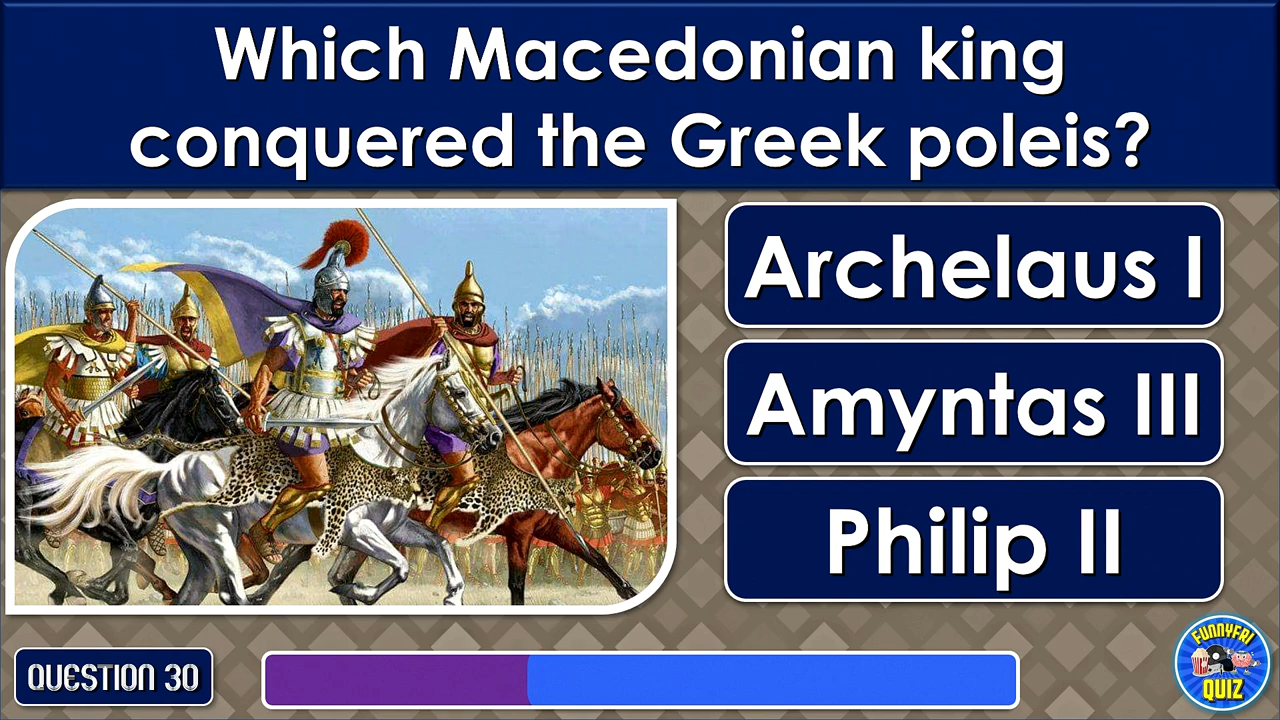 Which Macedonian king
conquered the Greek poleis?
Archelaus I
Amyntas III
Philip II
QUESTION 30
FUNNYFRI
QUIZ